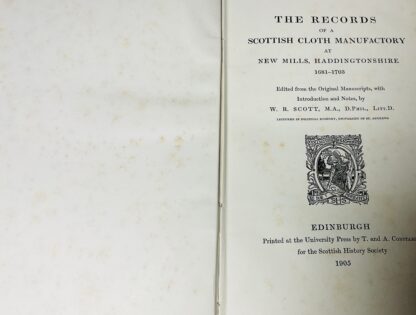 THE RECORDS
OF A
SCOTTISH CLOTH MANUFACTORY
AT
NEW MILLS, HADDINGTONSHIRE
1681-1703
Edited from the Original Manuscripts, with
Introduction and Notes, by
W. R. SCOTT, M.A., D.PHIL., LITT.D.
LECTURER IN POLITICAL ECONOMY, UNIVERSITY OF ST. ANDREWS
EDINBURGH
Printed at the University Press by T. and A. CONSTABL
for the Scottish History Society
1905